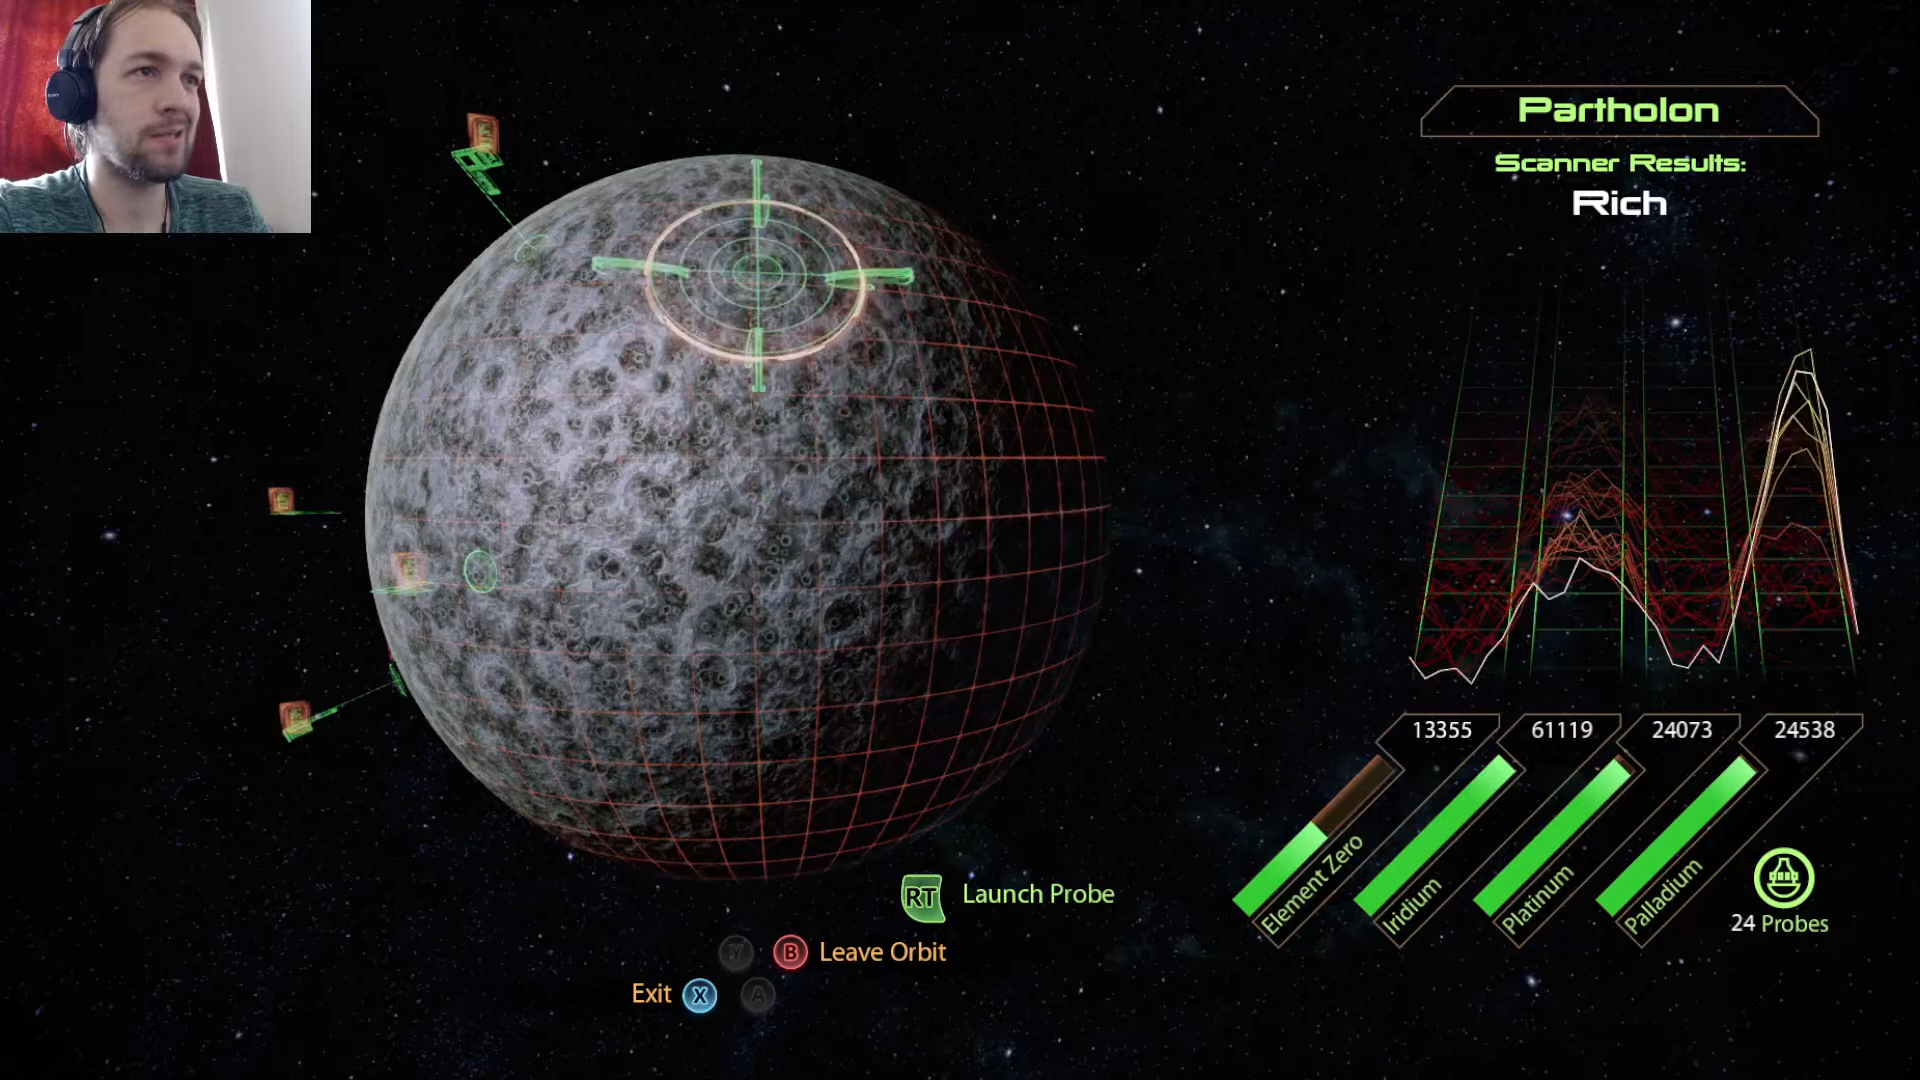 Partholon
Scanner Results:
Rich
13355
61119
24073
24538
Element Zero
Iridium
Platinum
Palladium
24 Probes
RT Launch Probe
Y B Leave Orbit
Exit X A